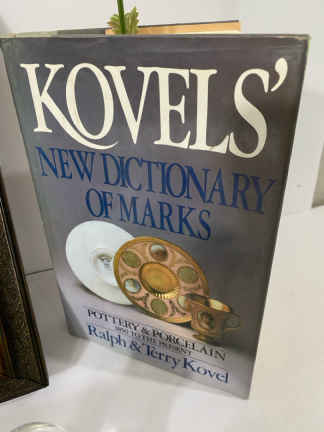 KOVELS'
NEW DICTIONARY
OF MARKS
POTTERY & PORCELAIN
1850 TO THE PRESENT
Ralph & Terry Kovel